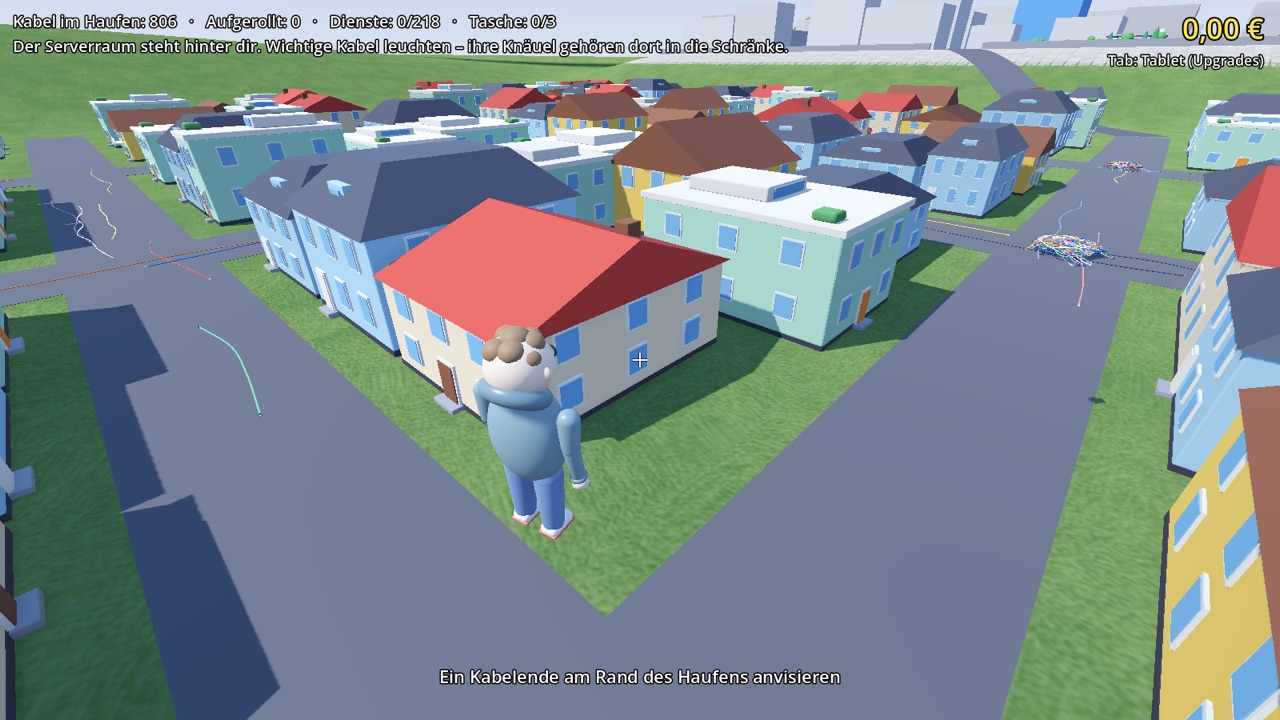 Kabel im Haufen: 806 · Aufgerollt: 0 · Dienste: 0/218 · Tasche: 0/3
Der Serverraum steht hinter dir. Wichtige Kabel leuchten – ihre Knäuel gehören dort in die Schränke.
0,00 €
Tab: Tablet (Upgrades)
Ein Kabelende am Rand des Haufens anvisieren